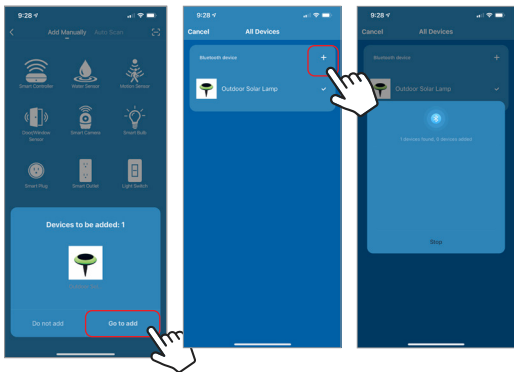 9:28
Add Manually Auto Scan
Smart Controller Water Sensor Motion Sensor
Door/Window
Sensor
Smart Camera Smart Bulb
Smart Plug Smart Outlet Light Switch
Devices to be added: 1
Do not add Go to add
9:28
Cancel All Devices
Bluetooth device +
Outdoor Solar Lamp
9:28
Cancel All Devices
Bluetooth device +
Outdoor Solar Lamp
1 devices found, 0 devices added
Stop